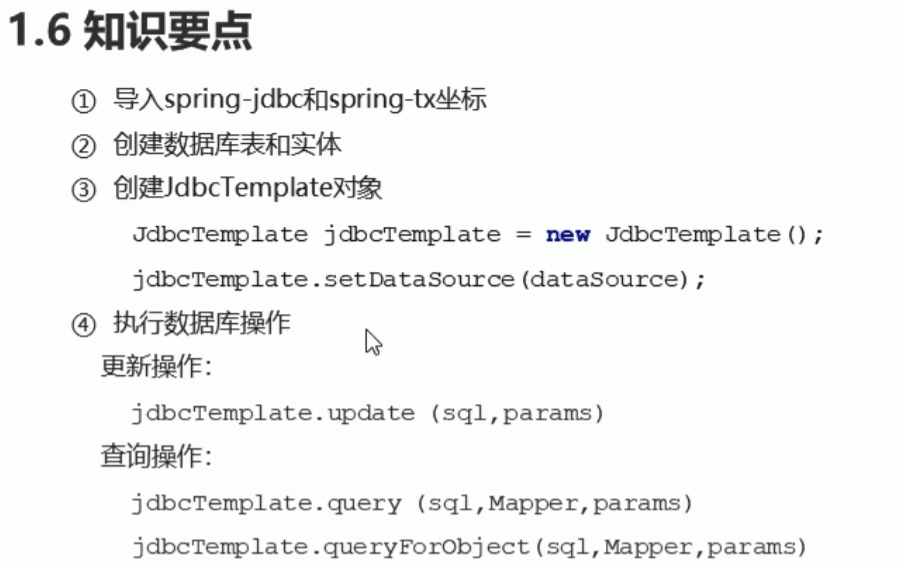 1.6 知识要点
① 导入spring-jdbc和spring-tx坐标
② 创建数据库表和实体
③ 创建JdbcTemplate对象
JdbcTemplate jdbcTemplate = new JdbcTemplate();
jdbcTemplate.setDataSource(dataSource);
④ 执行数据库操作
更新操作：
jdbcTemplate.update (sql,params)
查询操作：
jdbcTemplate.query (sql,Mapper,params)
jdbcTemplate.queryForObject(sql,Mapper,params)